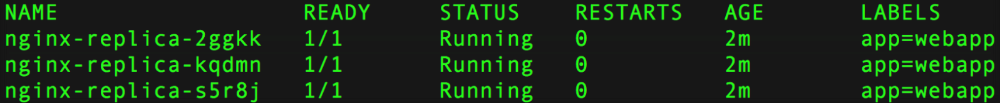 NAME READY STATUS RESTARTS AGE LABELS
nginx-replica-2ggkk 1/1 Running 0 2m app=webapp
nginx-replica-kqdmn 1/1 Running 0 2m app=webapp
nginx-replica-s5r8j 1/1 Running 0 2m app=webapp